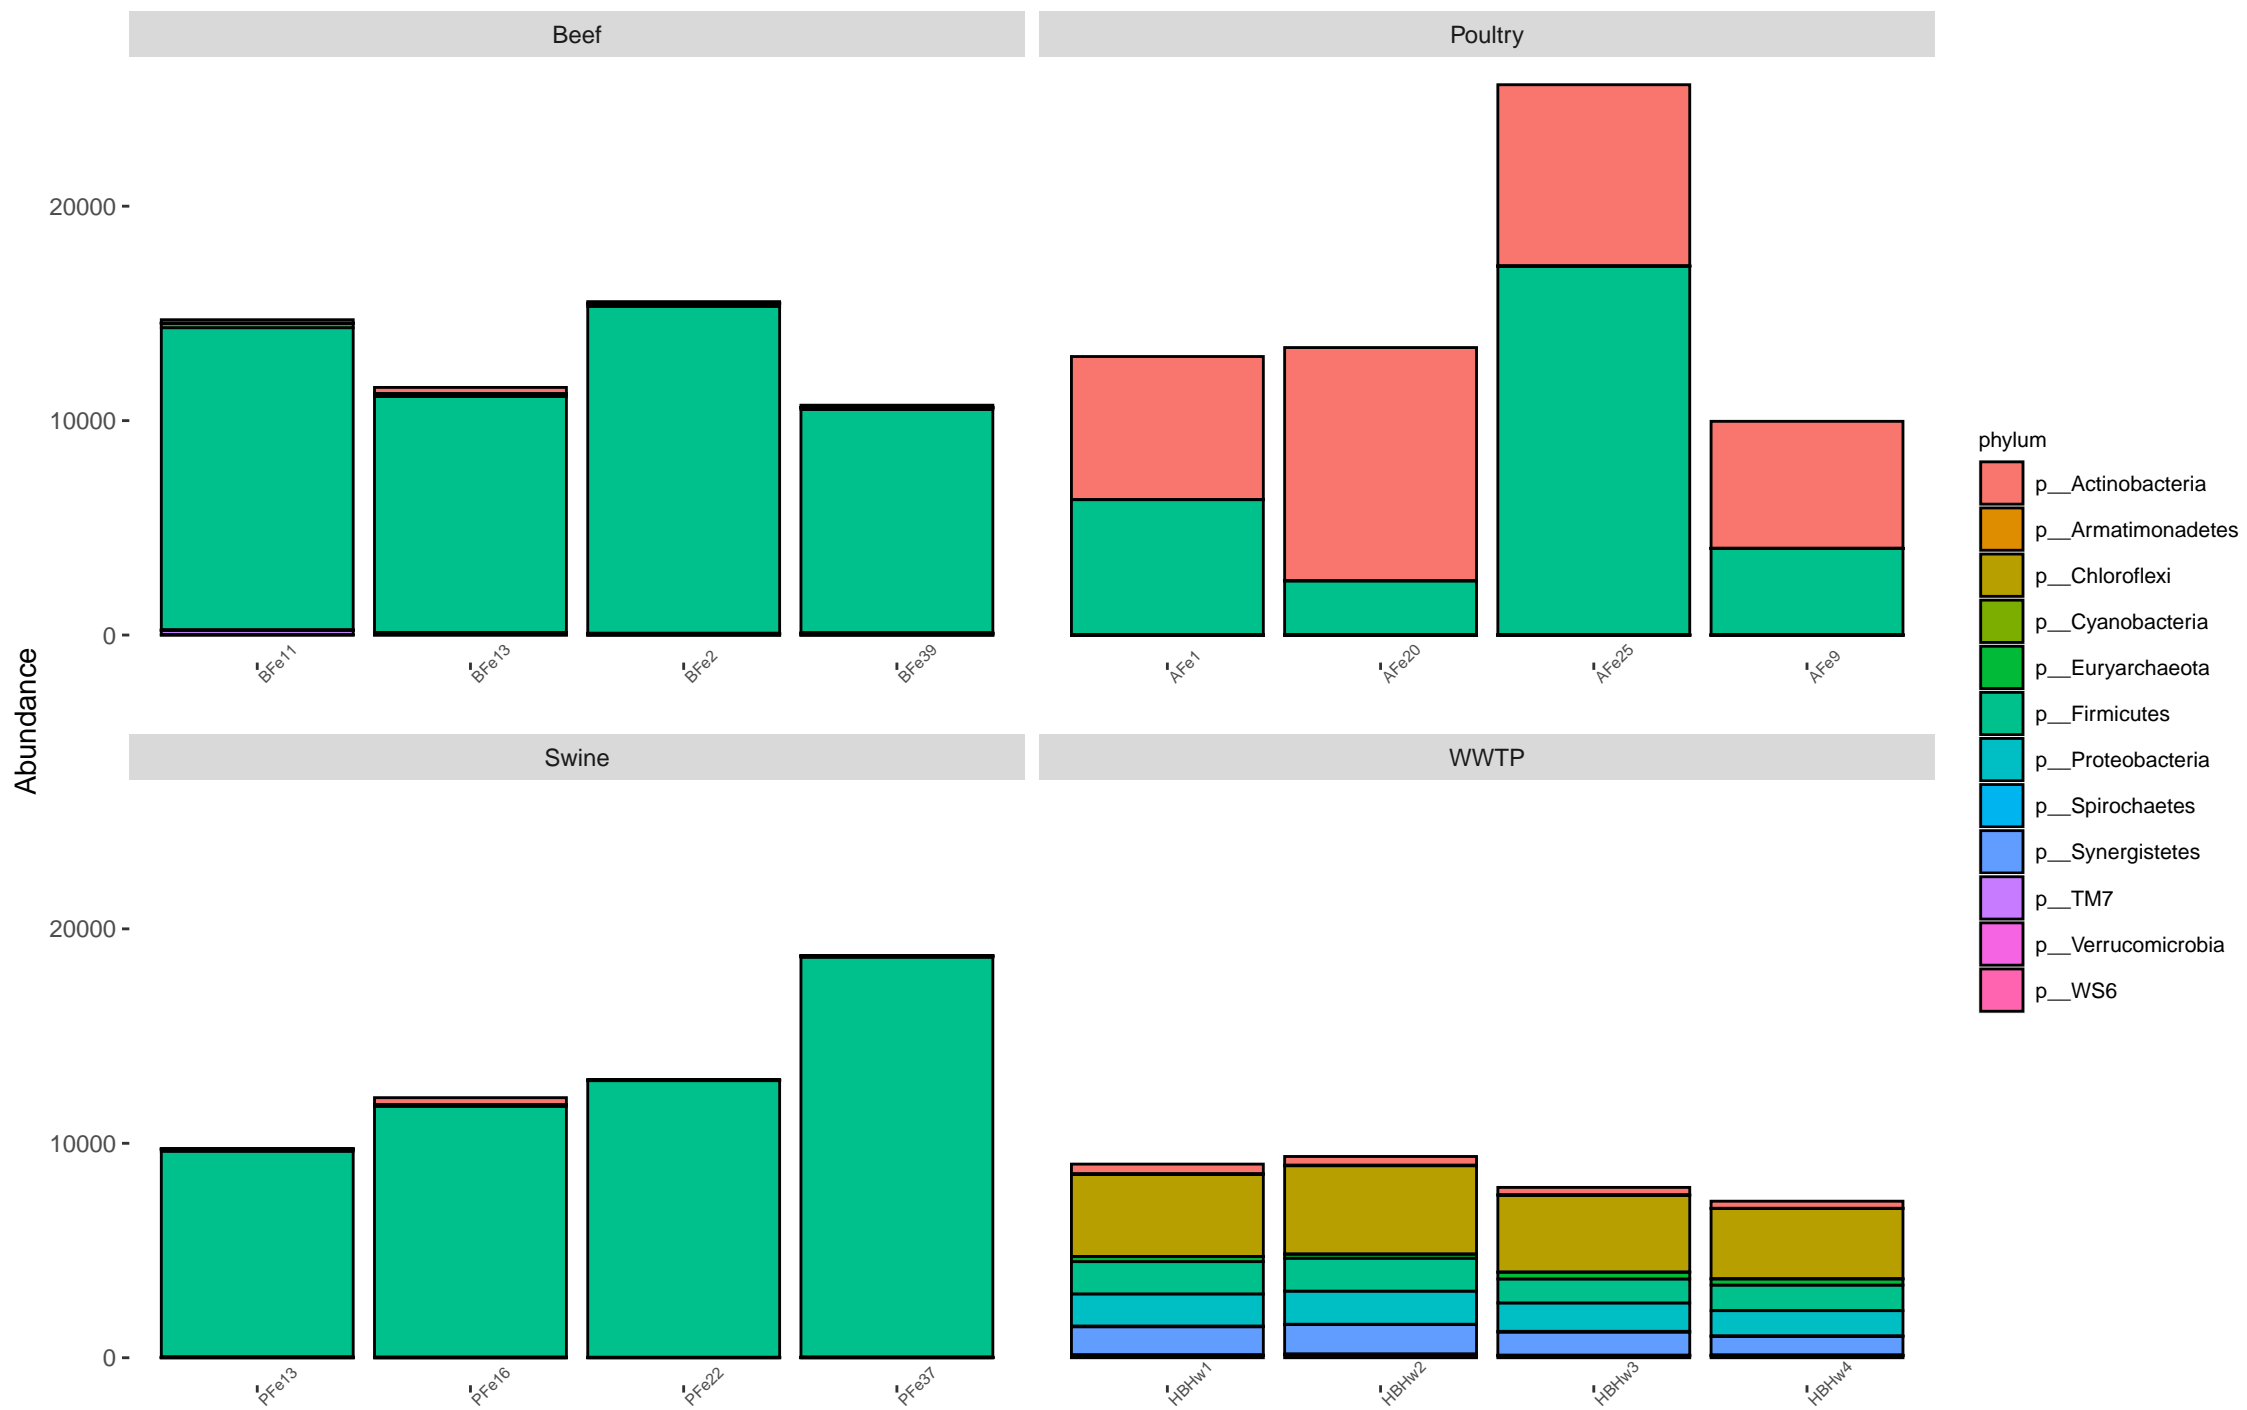 Beef
Poultry
20000
10000
0
BFe11
BFe13
BFe2
BFe39
AFe1
AFe20
AFe25
AFe9
Abundance
Swine
WWTP
20000
10000
0
PFe13
PFe16
PFe22
PFe37
HBHw1
HBHw2
HBHw3
HBHw4
phylum
p__Actinobacteria
p__Armatimonadetes
p__Chloroflexi
p__Cyanobacteria
p__Euryarchaeota
p__Firmicutes
p__Proteobacteria
p__Spirochaetes
p__Synergistetes
p__TM7
p__Verrucomicrobia
p__WS6